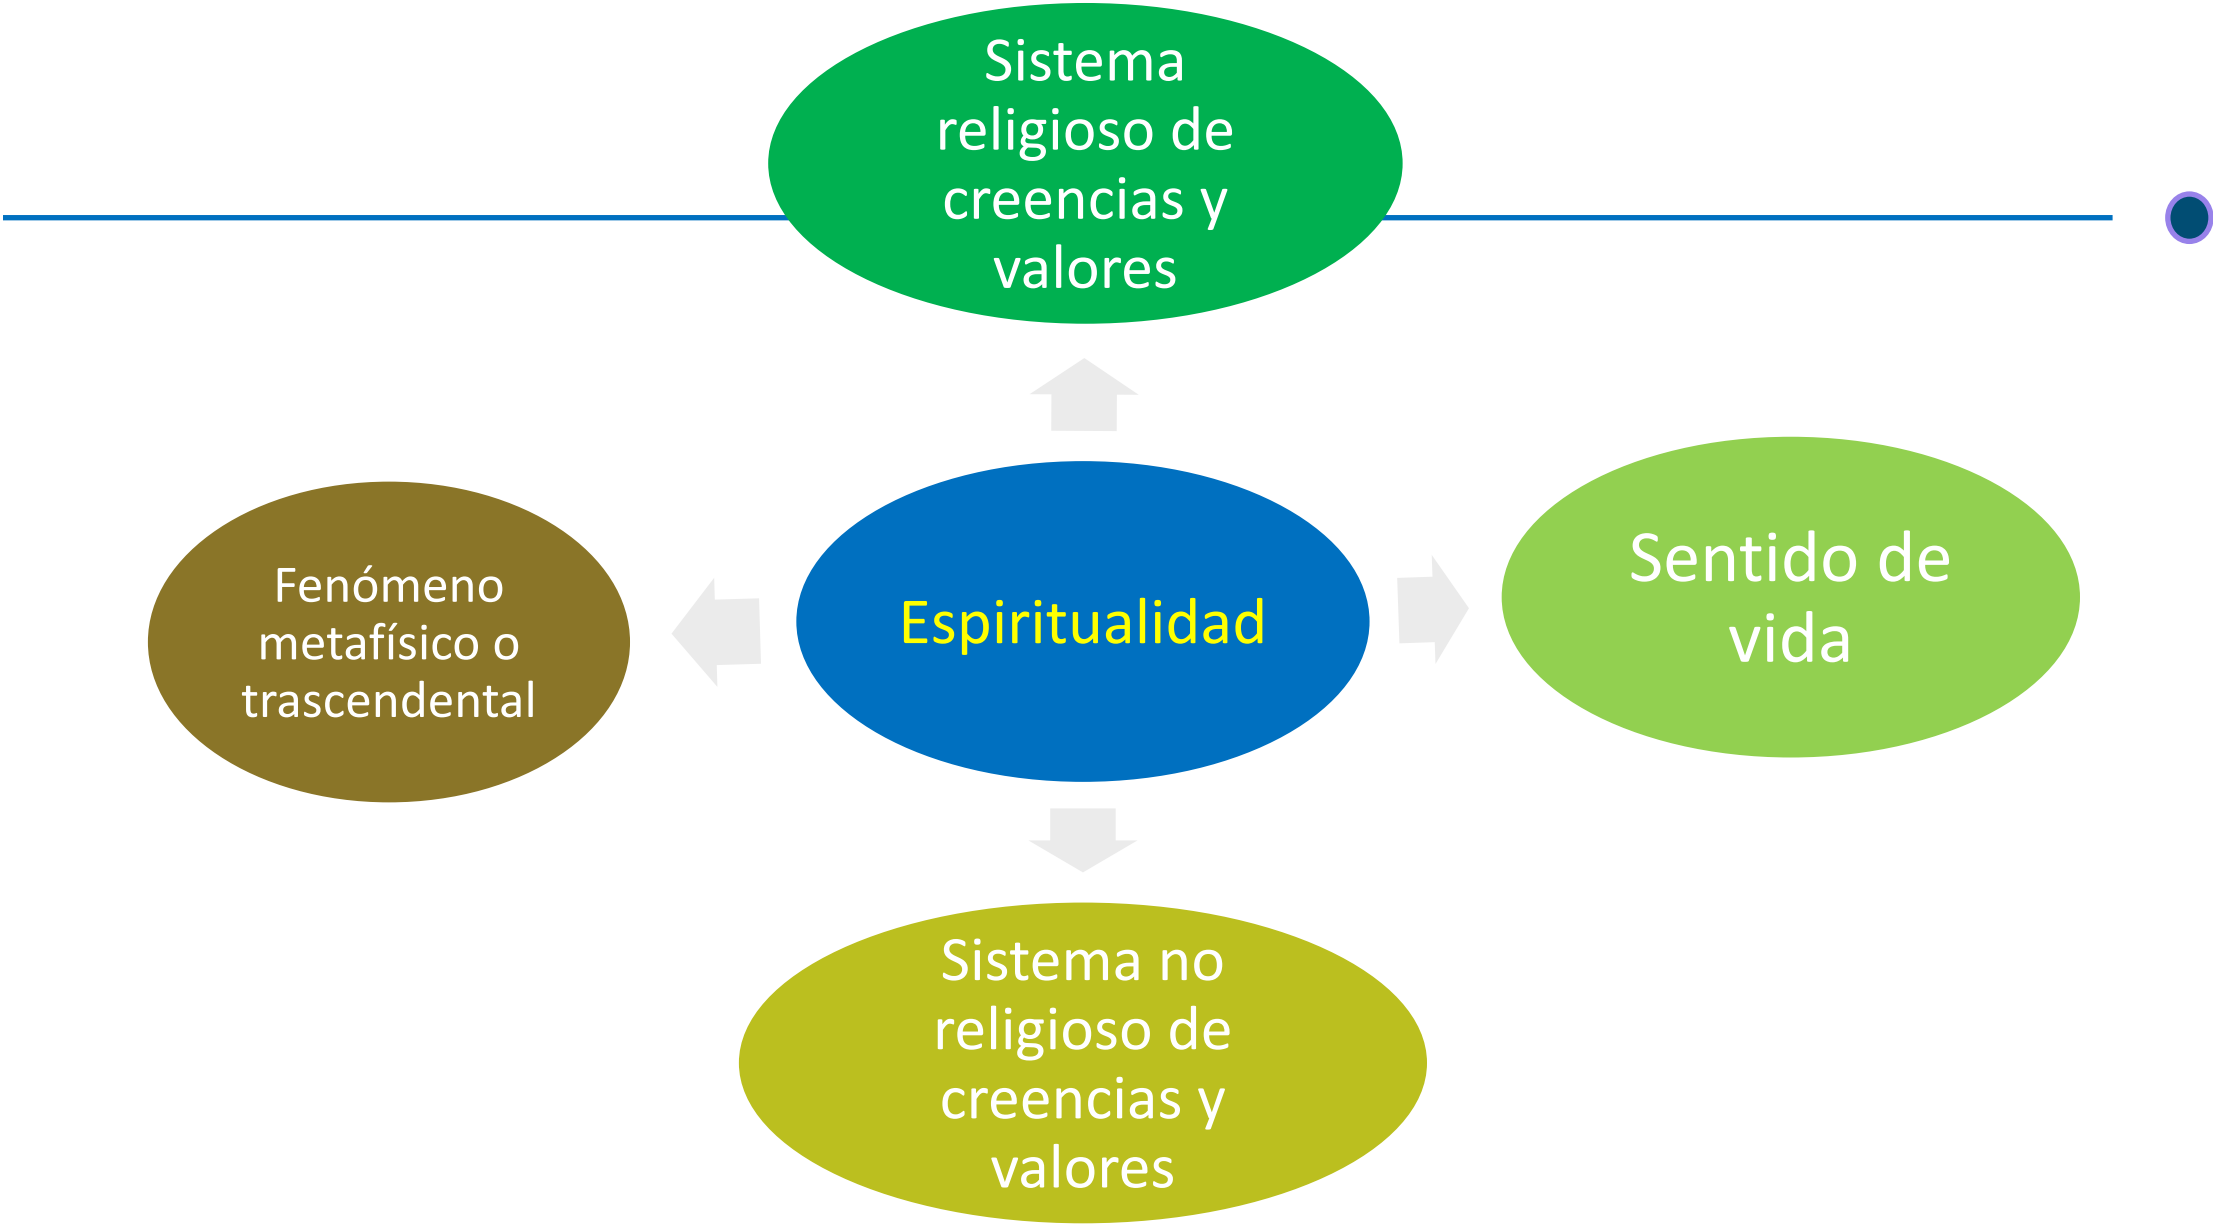 Sistema
religioso de
creencias y
valores
Fenómeno
metafísico o
trascendental
Espiritualidad
Sentido de
vida
Sistema no
religioso de
creencias y
valores